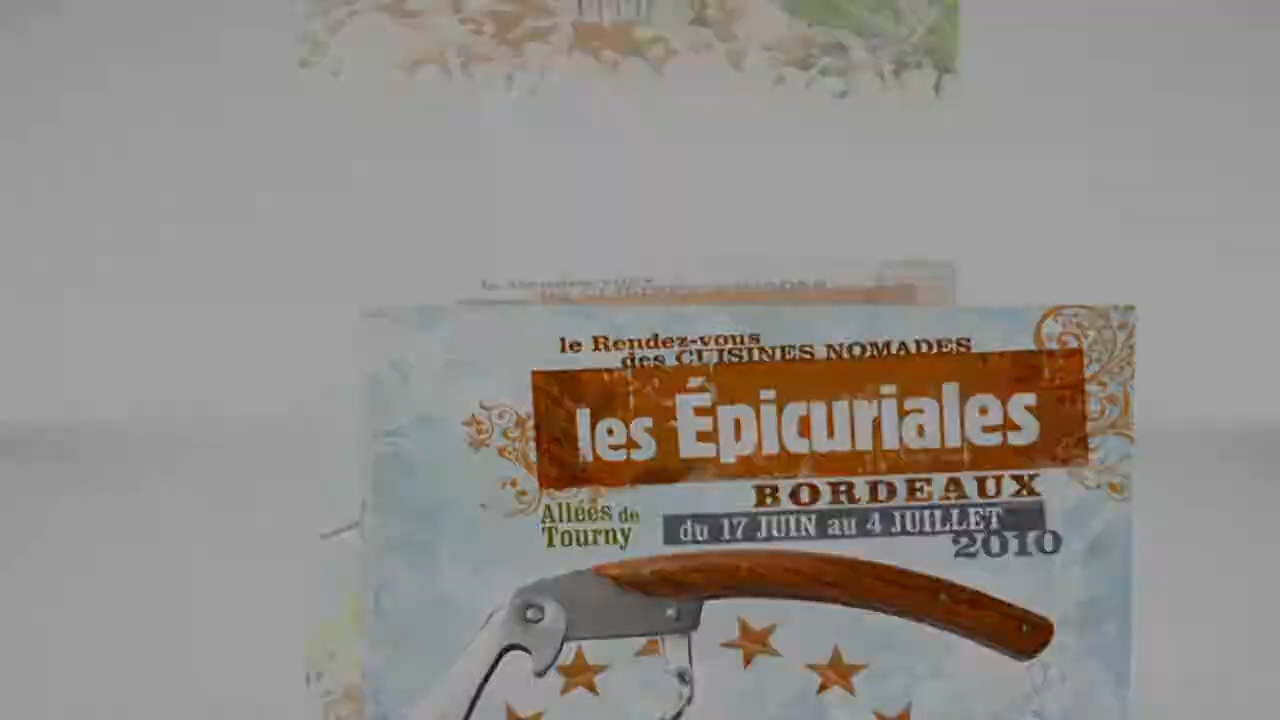 le Rendez-vous
des CUISINES NOMADES
les Épicuriales
BORDEAUX
Allées de
Tourny
du 17 JUIN au 4 JUILLET
2010